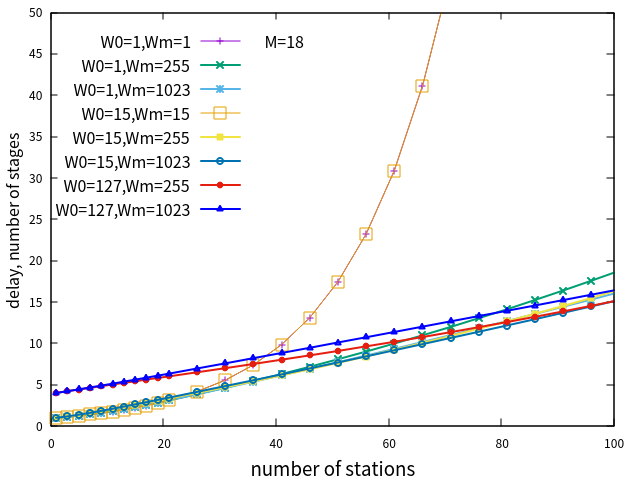 50
45
40
35
30
25
20
15
10
5
0
delay, number of stages
W0=1,Wm=1
W0=1,Wm=255
W0=1,Wm=1023
W0=15,Wm=15
W0=15,Wm=255
W0=15,Wm=1023
W0=127,Wm=255
W0=127,Wm=1023
M=18
0 20 40 60 80 100
number of stations